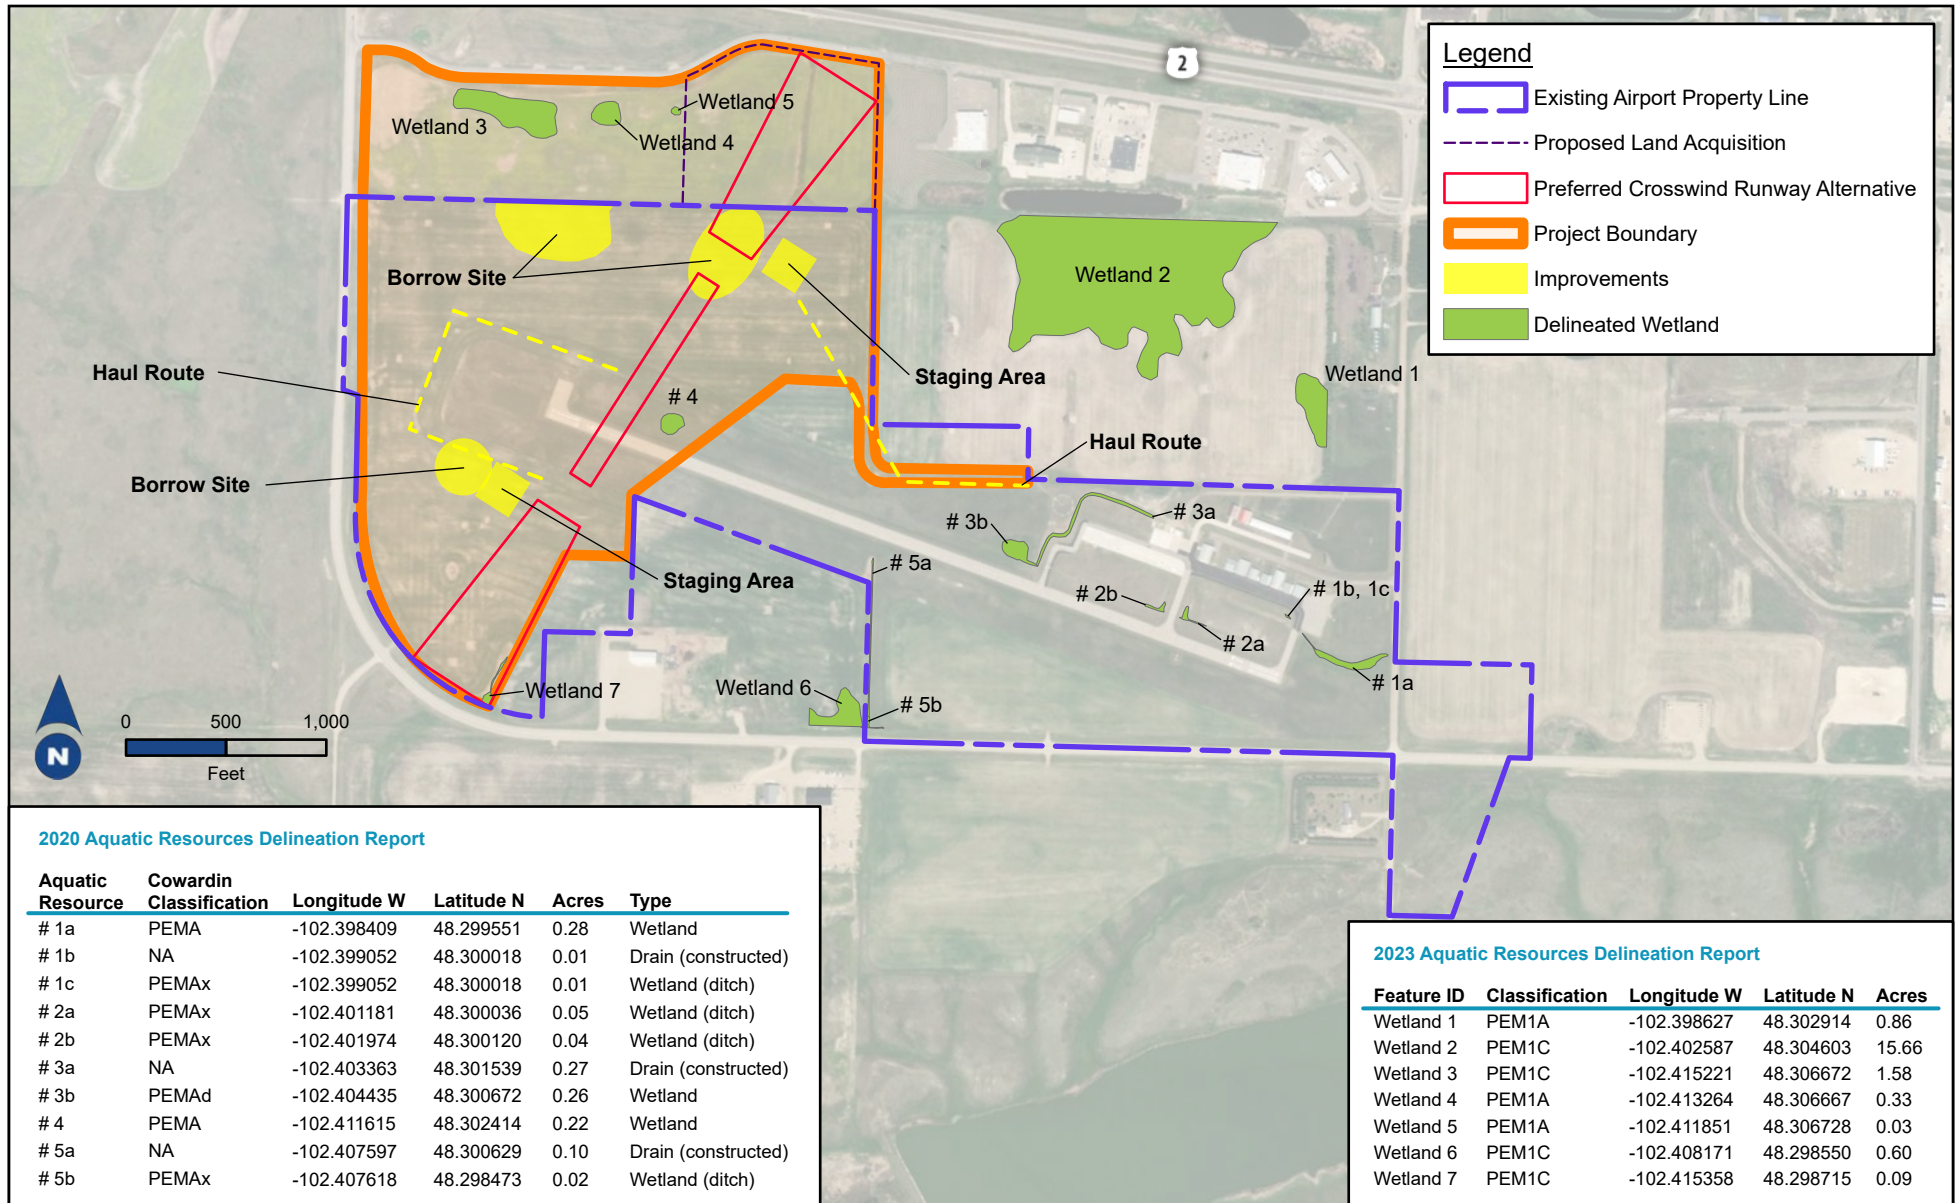 2
Legend
Existing Airport Property Line
Proposed Land Acquisition
Preferred Crosswind Runway Alternative
Project Boundary
Improvements
Delineated Wetland
Wetland 5
Wetland 3
Wetland 4
Borrow Site
Wetland 2
Haul Route
Staging Area
Wetland 1
# 4
Haul Route
Borrow Site
# 3a
# 3b
Staging Area
# 5a
# 2b
# 1b, 1c
# 2a
Wetland 7
Wetland 6
# 5b
# 1a
N
0 500 1,000
Feet
2020 Aquatic Resources Delineation Report
Aquatic Resource Cowardin Classification Longitude W Latitude N Acres Type
# 1a PEMA -102.398409 48.299551 0.28 Wetland
# 1b NA -102.399052 48.300018 0.01 Drain (constructed)
# 1c PEMAx -102.399052 48.300018 0.01 Wetland (ditch)
# 2a PEMAx -102.401181 48.300036 0.05 Wetland (ditch)
# 2b PEMAx -102.401974 48.300120 0.04 Wetland (ditch)
# 3a NA -102.403363 48.301539 0.27 Drain (constructed)
# 3b PEMAd -102.404435 48.300672 0.26 Wetland
# 4 PEMA -102.411615 48.302414 0.22 Wetland
# 5a NA -102.407597 48.300629 0.10 Drain (constructed)
# 5b PEMAx -102.407618 48.298473 0.02 Wetland (ditch)
2023 Aquatic Resources Delineation Report
Feature ID Classification Longitude W Latitude N Acres
Wetland 1 PEM1A -102.398627 48.302914 0.86
Wetland 2 PEM1C -102.402587 48.304603 15.66
Wetland 3 PEM1C -102.415221 48.306672 1.58
Wetland 4 PEM1A -102.413264 48.306667 0.33
Wetland 5 PEM1A -102.411851 48.306728 0.03
Wetland 6 PEM1C -102.408171 48.298550 0.60
Wetland 7 PEM1C -102.415358 48.298715 0.09